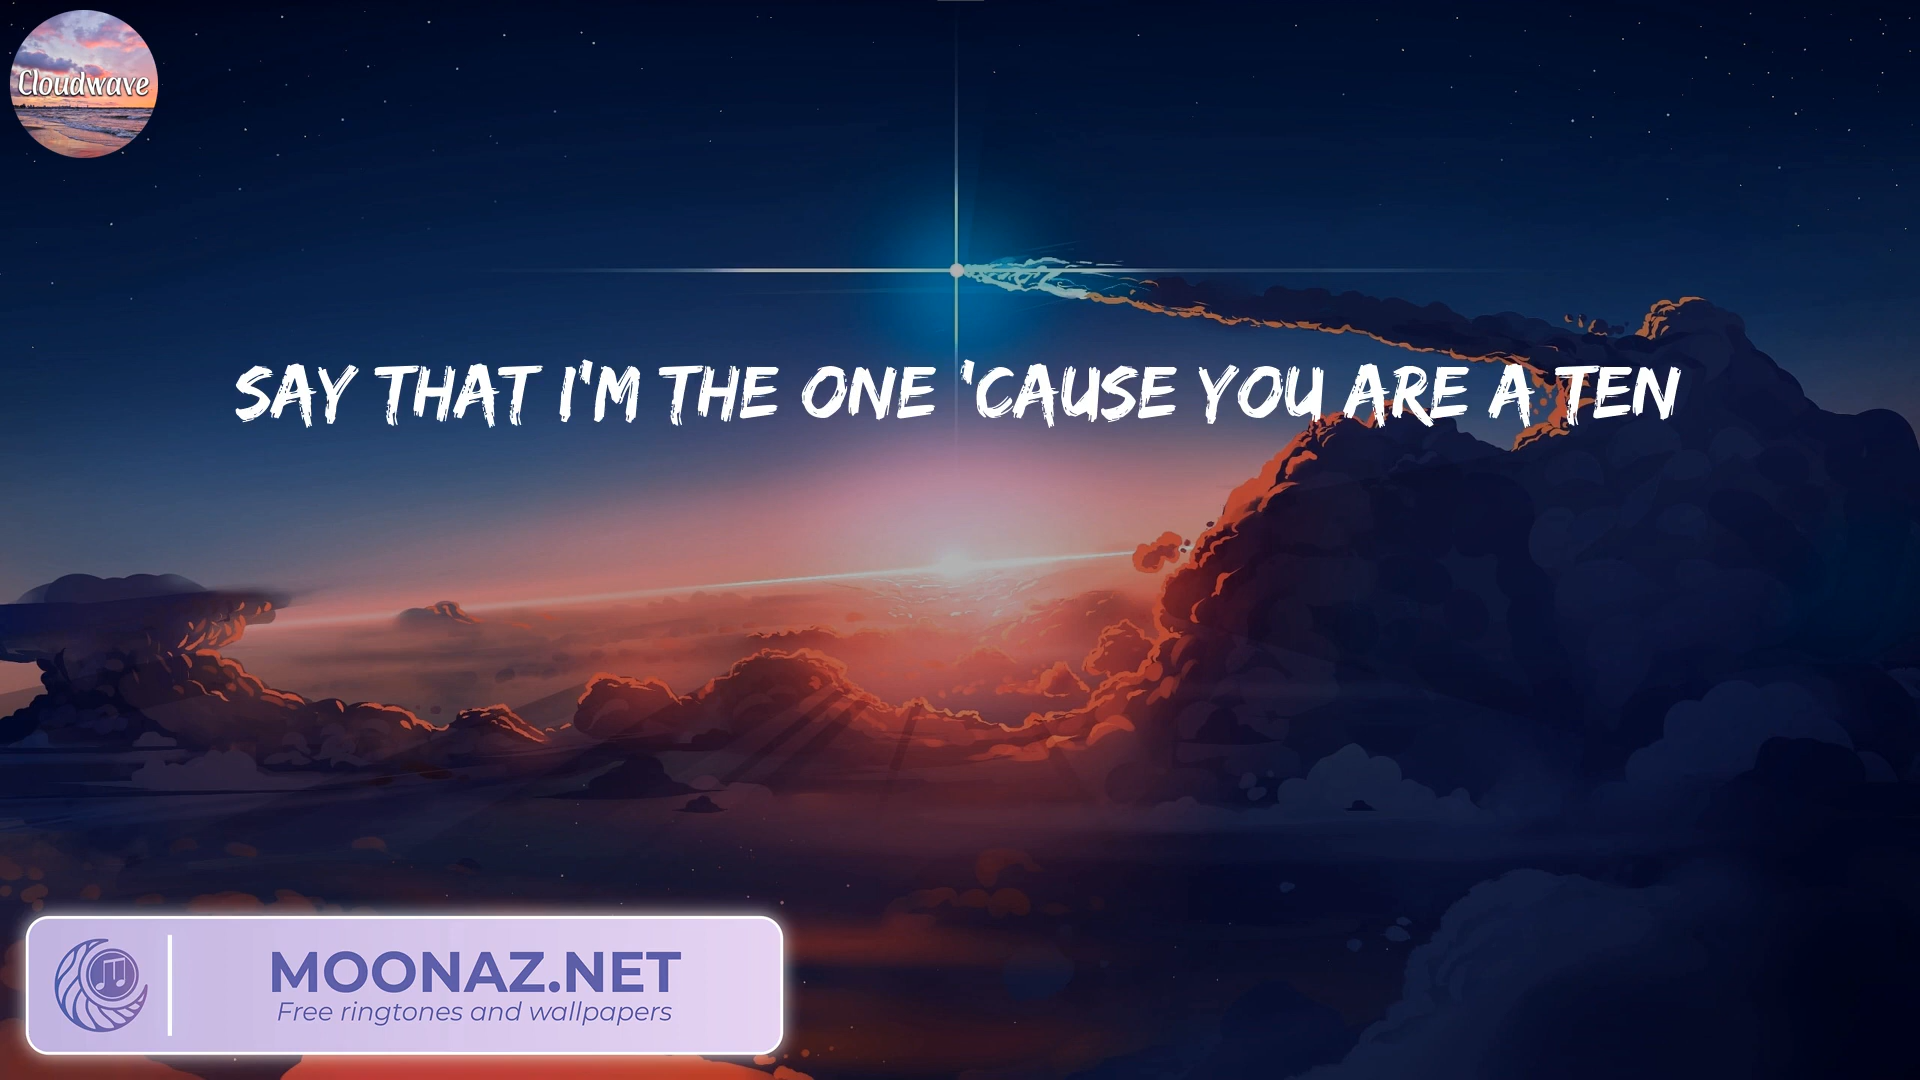 Cloudwave
SAY THAT I'M THE ONE 'CAUSE YOU ARE A TEN
MOONAZ.NET
Free ringtones and wallpapers